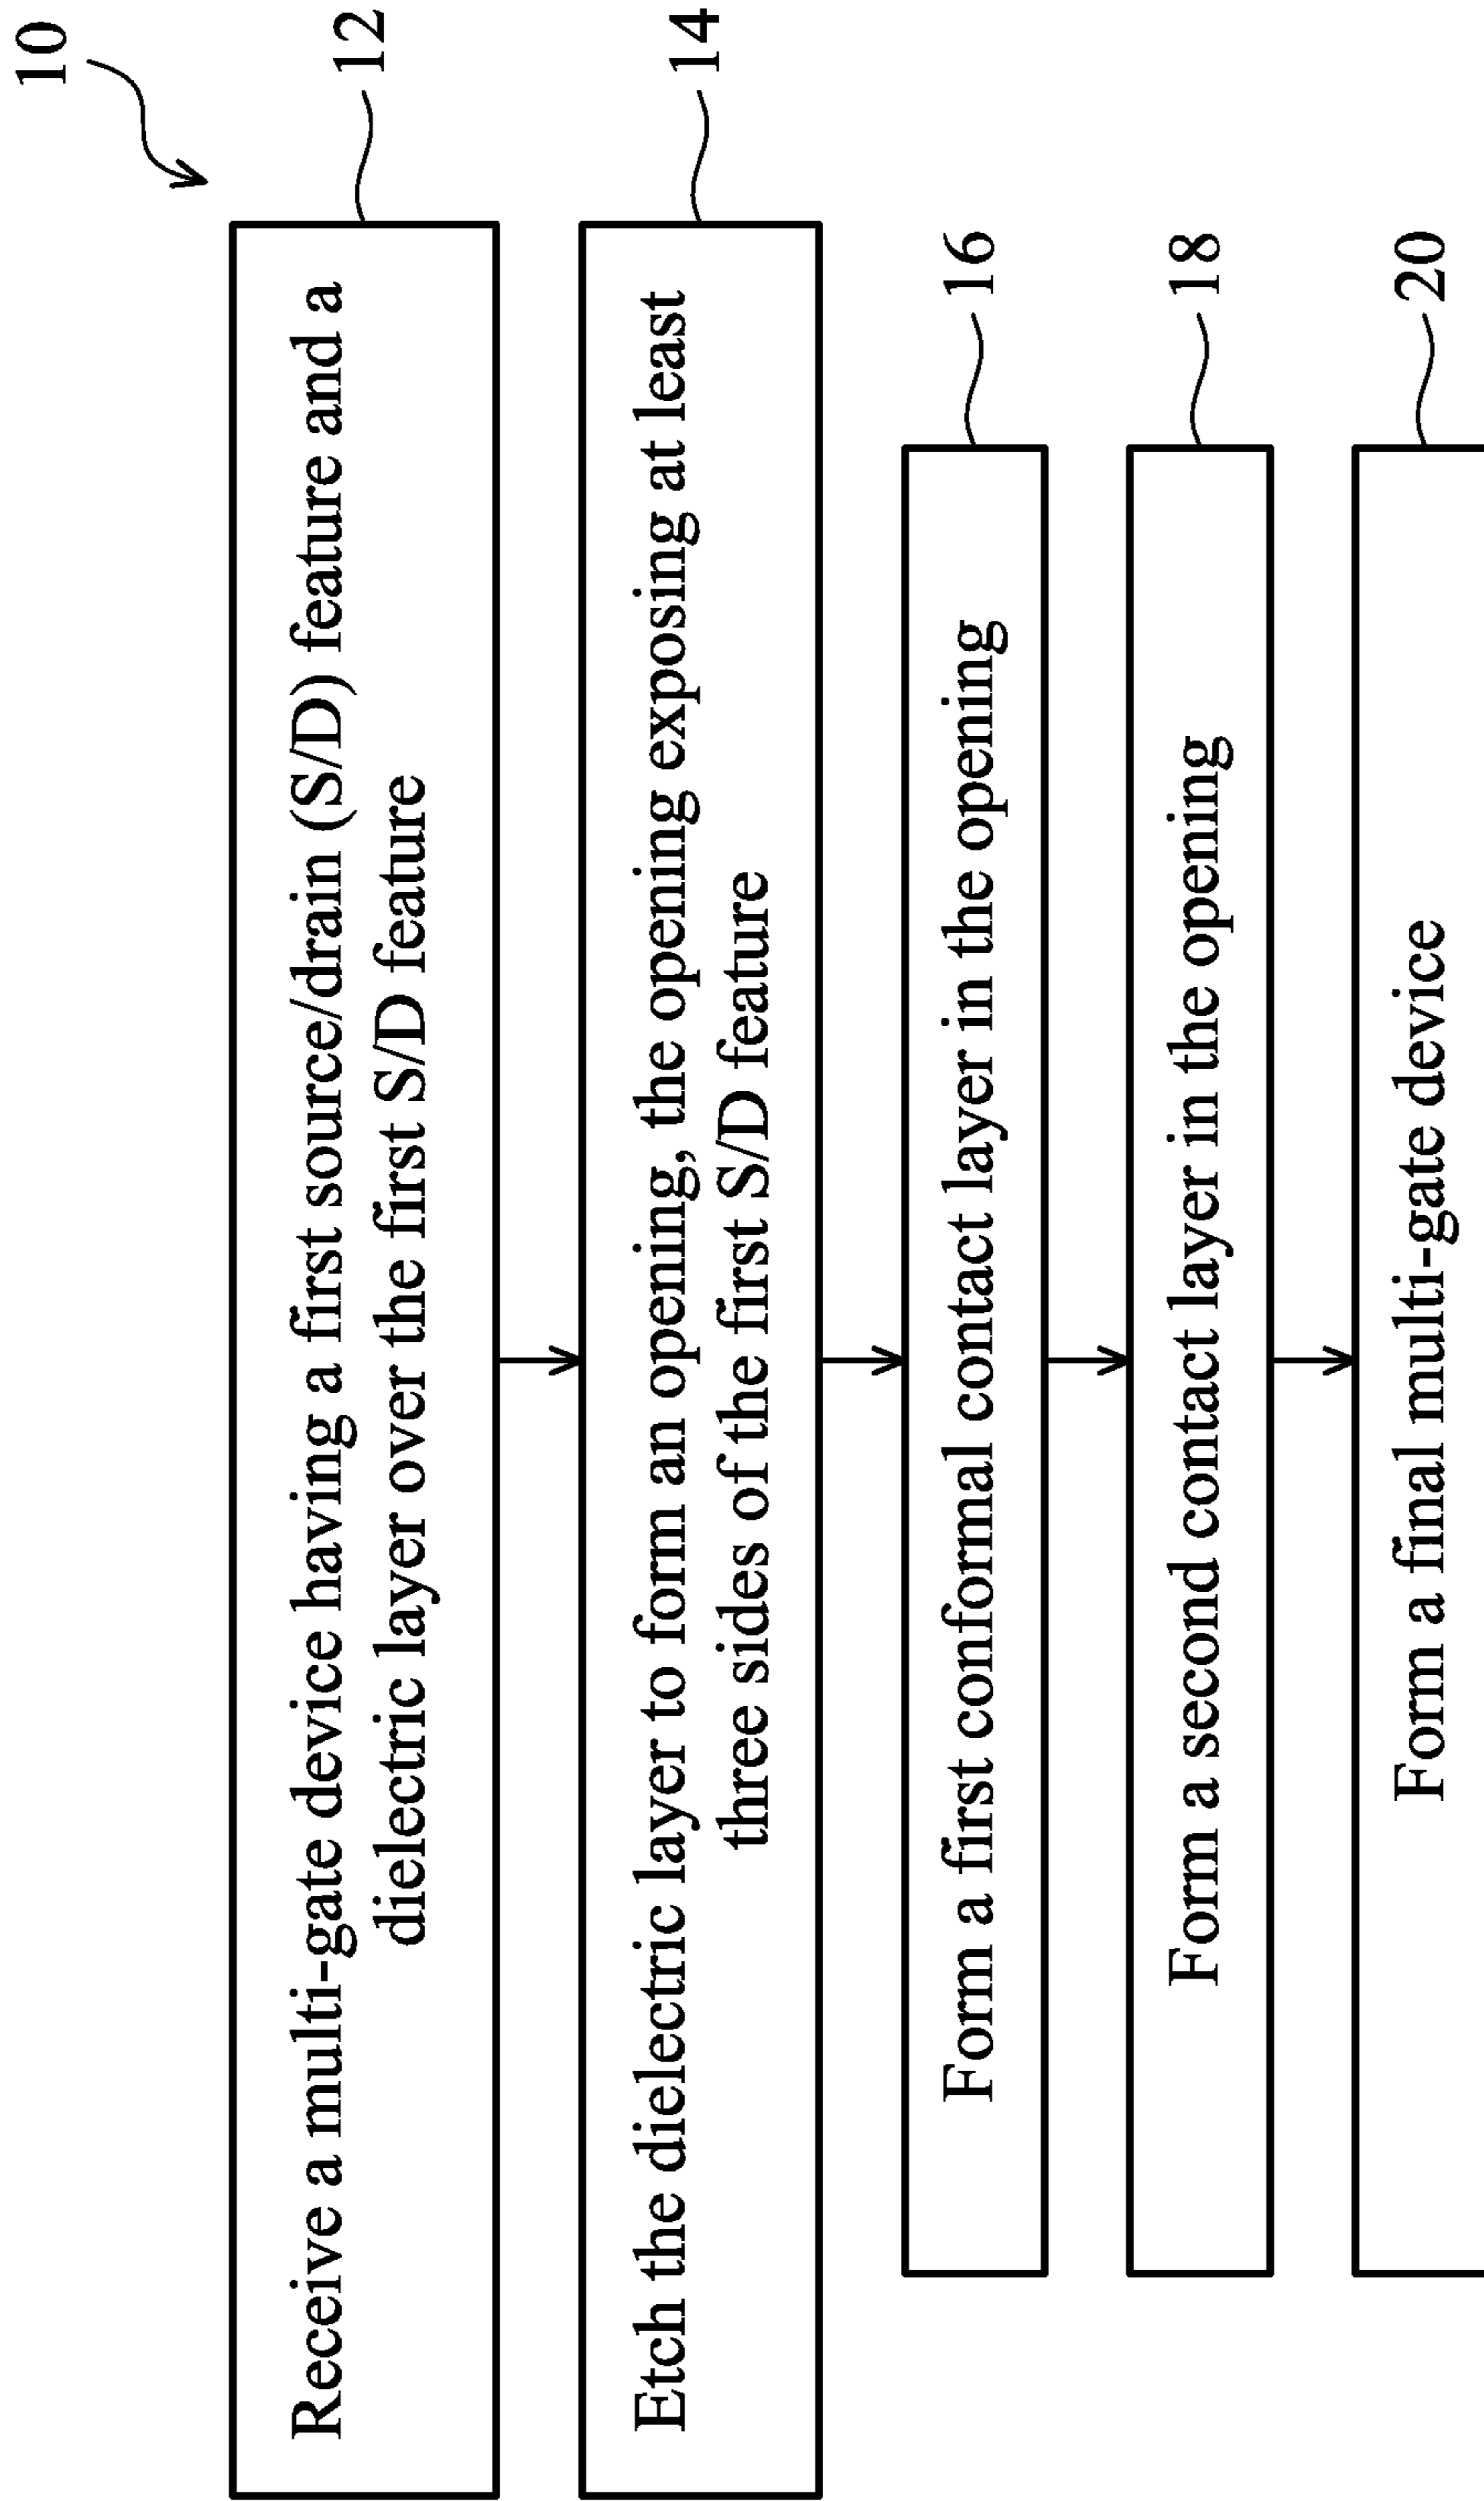 10
Receive a multi-gate device having a first source/drain (S/D) feature and a
dielectric layer over the first S/D feature
12
Etch the dielectric layer to form an opening, the opening exposing at least
three sides of the first S/D feature
14
Form a first conformal contact layer in the opening
16
Form a second contact layer in the opening
18
Form a final multi-gate device
20